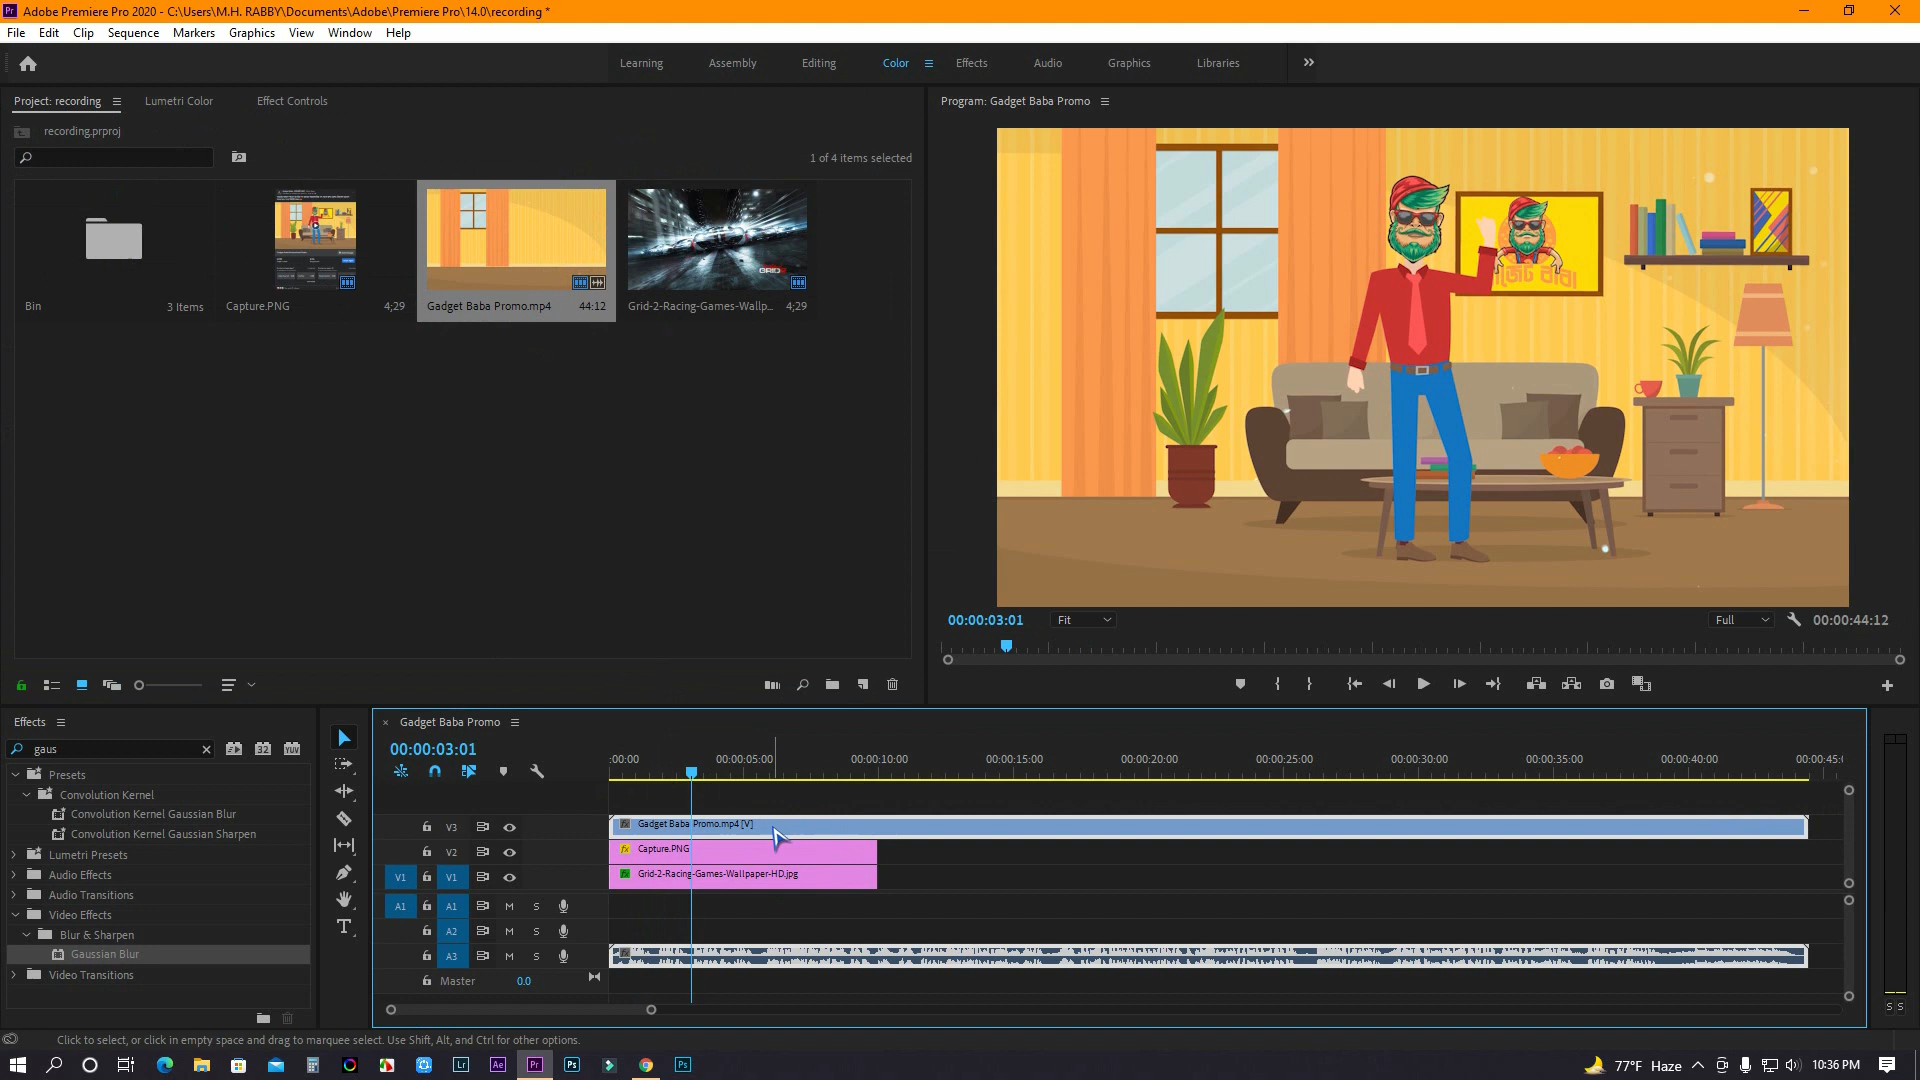 Adobe Premiere Pro 2020 - C:\Users\M.H. RABBY\Documents\Adobe\Premiere Pro\14.0\recording *
File Edit Clip Sequence Markers Graphics View Window Help
Learning Assembly Editing Color Effects Audio Graphics Libraries
Project: recording Lumetri Color Effect Controls
recording.prproj
1 of 4 items selected
Bin 3 Items
Capture.PNG 4;29
Gadget Baba Promo.mp4 44:12
Grid-2-Racing-Games-Wallp... 4;29
Program: Gadget Baba Promo
00:00:03:01 Fit Full 00:00:44:12
Effects
gaus
Presets
Convolution Kernel
Convolution Kernel Gaussian Blur
Convolution Kernel Gaussian Sharpen
Lumetri Presets
Audio Effects
Audio Transitions
Video Effects
Blur & Sharpen
Gaussian Blur
Video Transitions
Gadget Baba Promo
00:00:03:01
:00:00 00:00:05:00 00:00:10:00 00:00:15:00 00:00:20:00 00:00:25:00 00:00:30:00 00:00:35:00 00:00:40:00 00:00:45:0
V3 Gadget Baba Promo.mp4 [V]
V2 Capture.PNG
V1 V1 Grid-2-Racing-Games-Wallpaper-HD.jpg
A1 A1 M S
A2 M S
A3 M S
Master 0.0
S S
Click to select, or click in empty space and drag to marquee select. Use Shift, Alt, and Ctrl for other options.
Lr Ae Pr Ps Ps
77°F Haze 10:36 PM